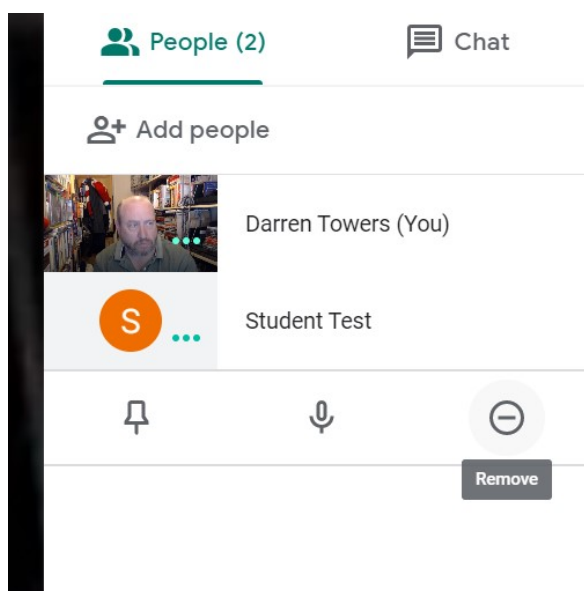 People (2)
Chat
Add people
Darren Towers (You)
S
Student Test
Remove